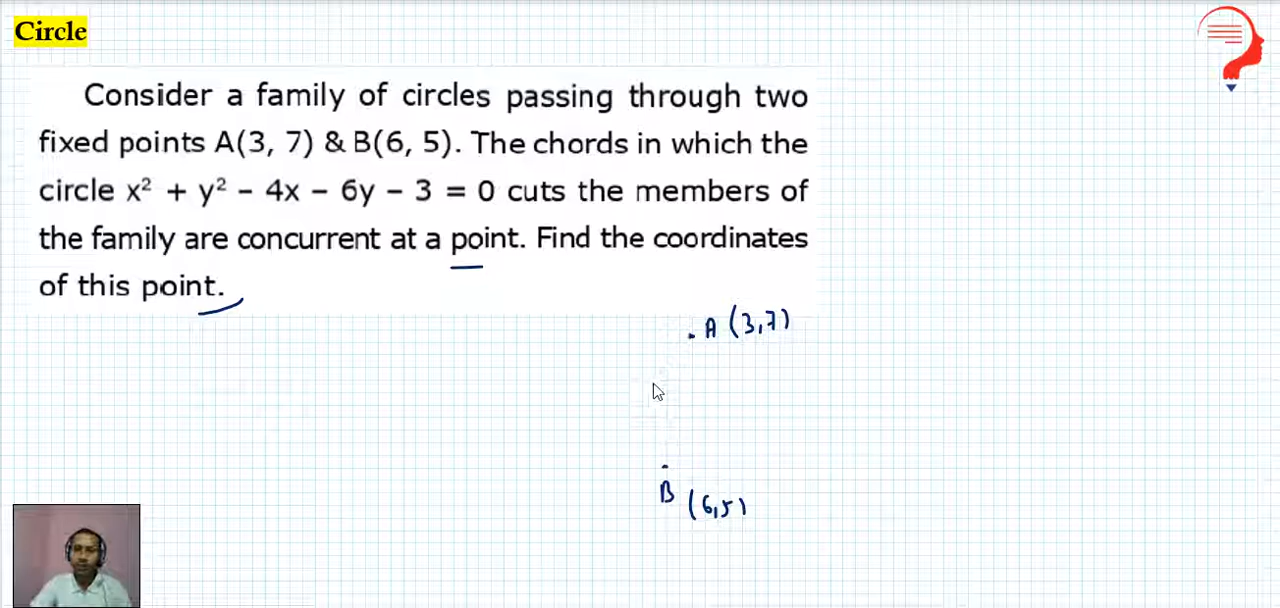 Circle
Consider a family of circles passing through two
fixed points A(3, 7) & B(6, 5). The chords in which the
circle x² + y² – 4x – 6y – 3 = 0 cuts the members of
the family are concurrent at a point. Find the coordinates
of this point.
. A (3,7)
B (6,5)